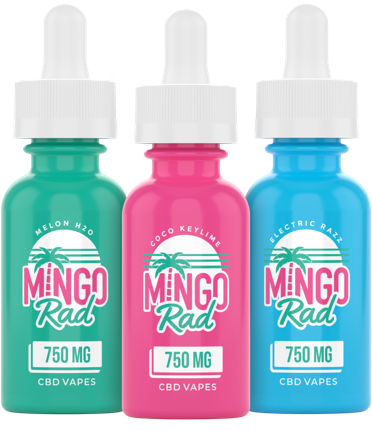 MELON H2O
MINGO
Rad
750 MG
CBD VAPES
COCO KEYLIME
MINGO
Rad
750 MG
CBD VAPES
ELECTRIC RAZZ
MINGO
Rad
750 MG
CBD VAPES